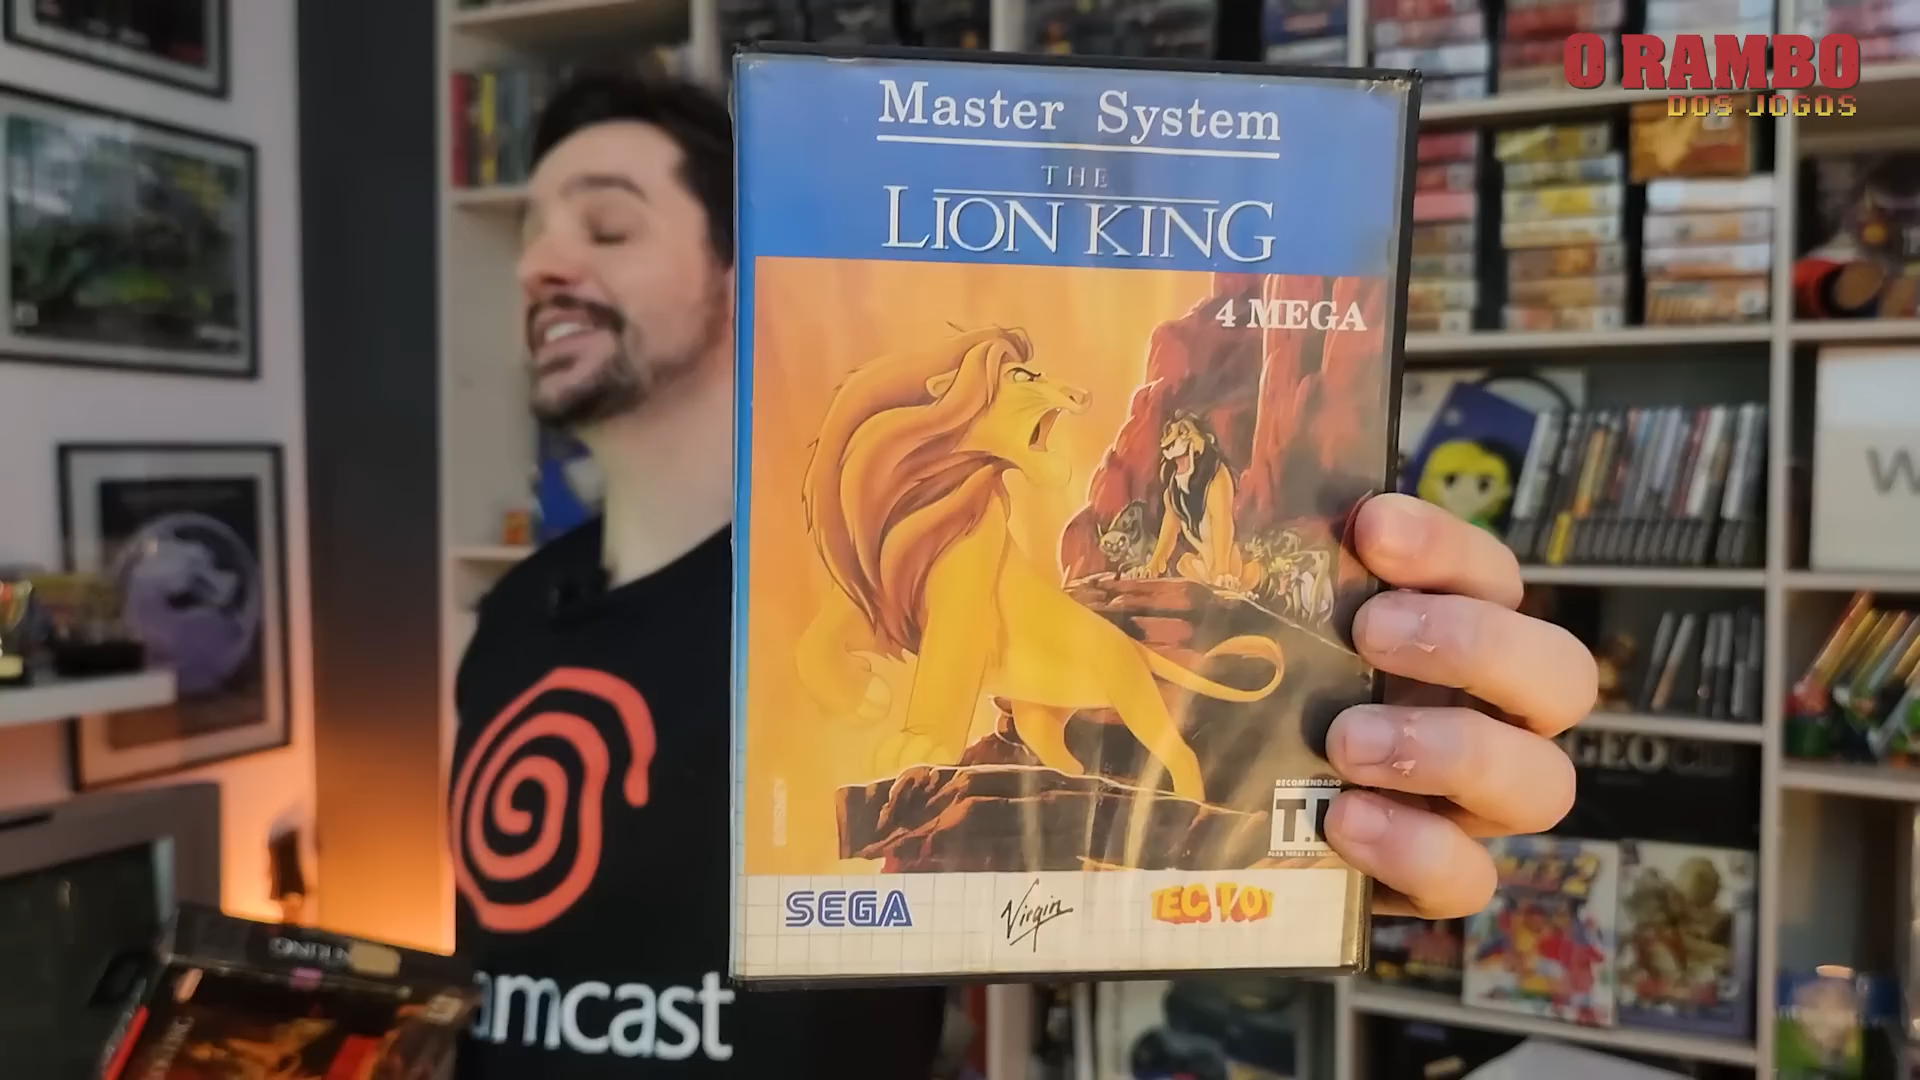 O RAMBO
DOS JOGOS
Master System
THE
LION KING
4 MEGA
RECOMENDADO
SEGA
Virgin
TEC TOY
amcast